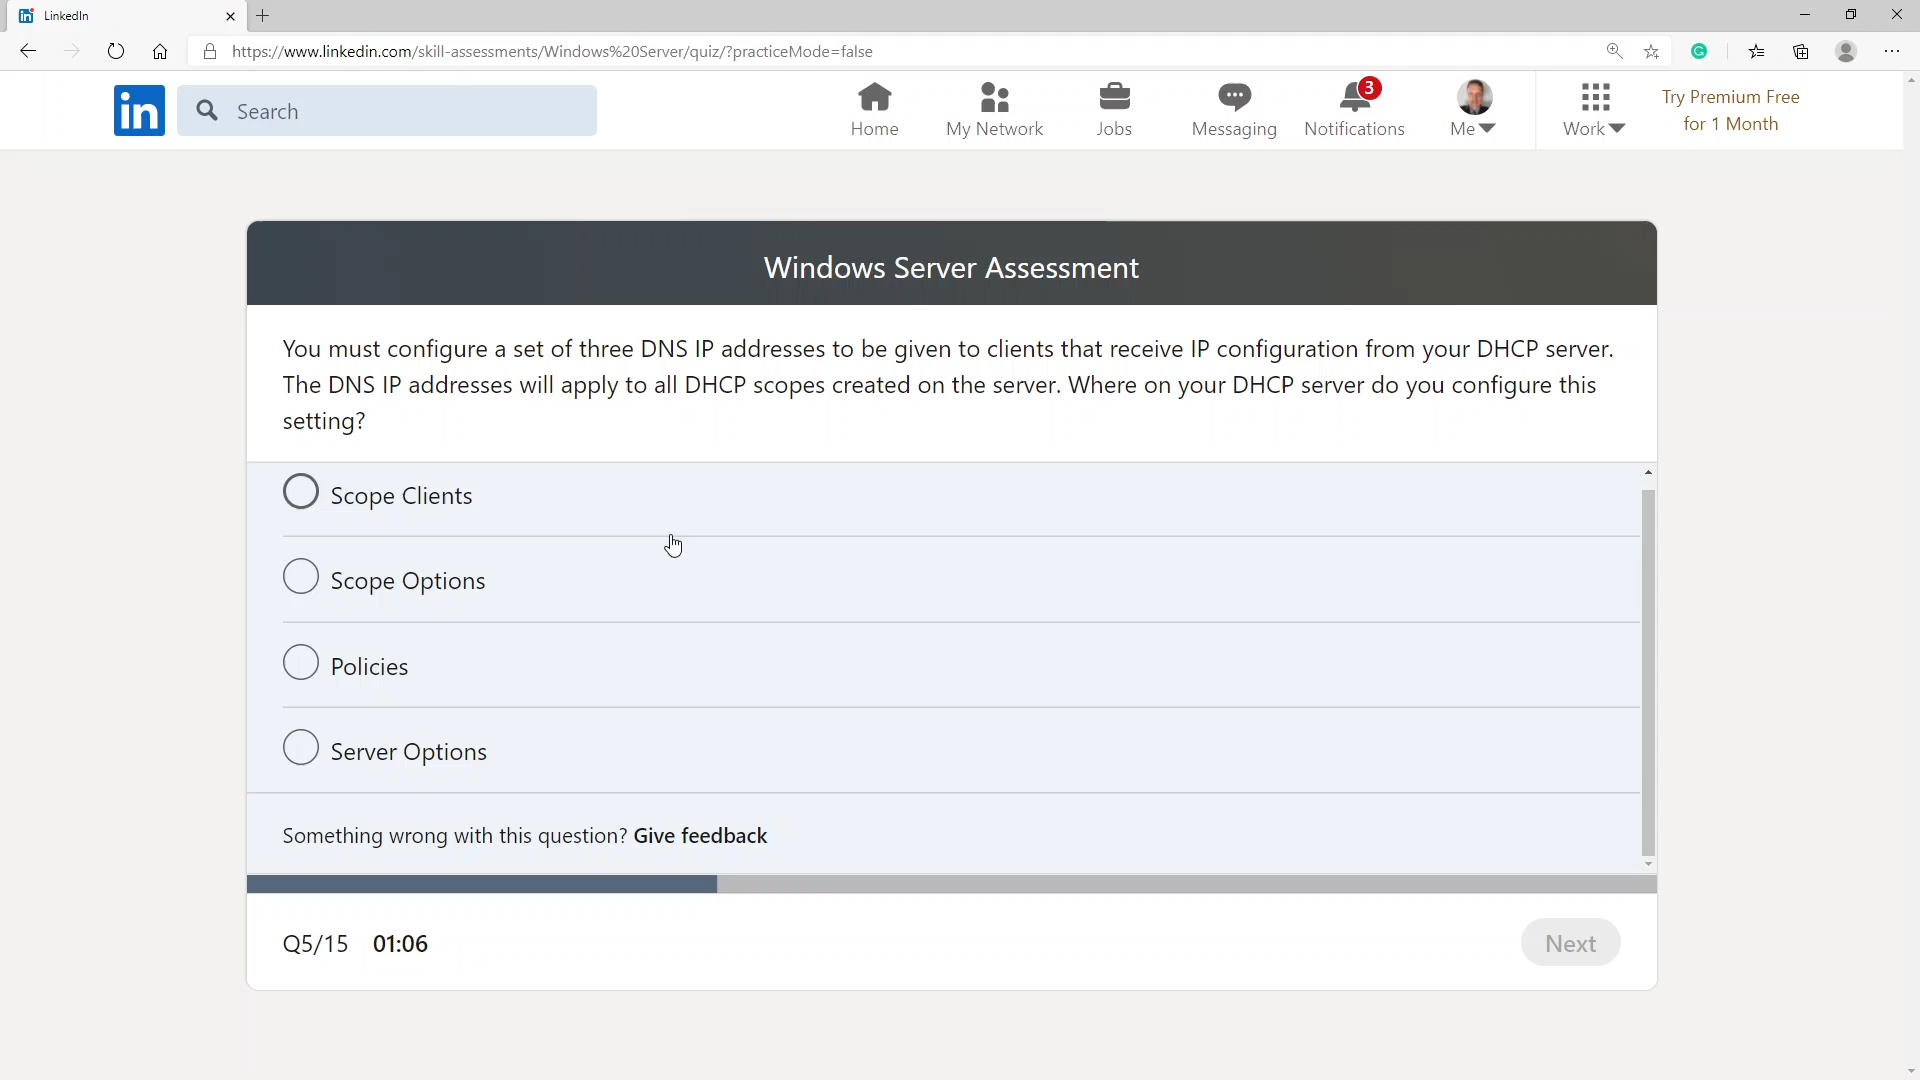 LinkedIn
https://www.linkedin.com/skill-assessments/Windows%20Server/quiz/?practiceMode=false
in
Search
Home
My Network
Jobs
Messaging
3
Notifications
Me
Work
Try Premium Free
for 1 Month
Windows Server Assessment
You must configure a set of three DNS IP addresses to be given to clients that receive IP configuration from your DHCP server.
The DNS IP addresses will apply to all DHCP scopes created on the server. Where on your DHCP server do you configure this
setting?
Scope Clients
Scope Options
Policies
Server Options
Something wrong with this question? Give feedback
Q5/15 01:06
Next